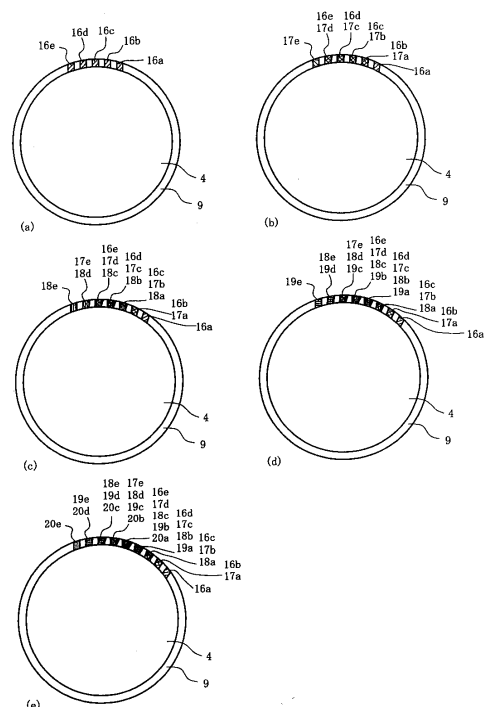 16c
16d 16b
16e 16a
4
9
(a)
16d
16e 16c
17d 17c 17b 16b
17e 17a
16a
4
9
(b)
16e
17e 17d 16d
18d 18c 17c 16c
18e 18b 17b
18a 16b
17a
16a
4
9
(c)
16e
17e 17d 16d
18e 18d 18c 17c 16c
19e 19d 19c 19b 18b 17b
19a 18a 16b
17a
16a
4
9
(d)
18e 17e
19e 19d 18d 16e
20d 20c 19c 17d 16d
20e 20b 18c 17c
19b 18b 16c
20a 19a 17b
18a 16b
17a
16a
4
9
(e)